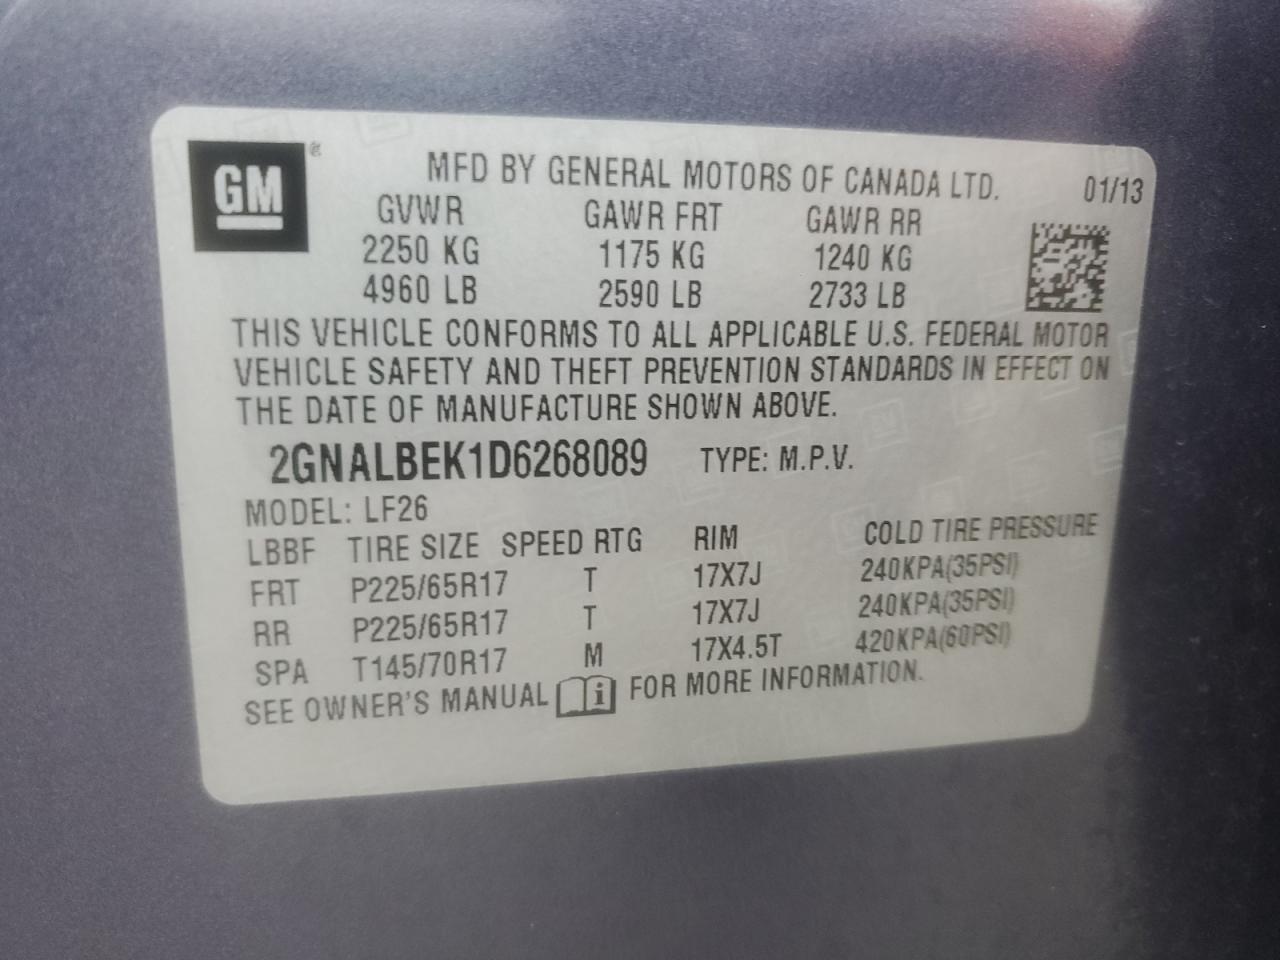 GM®
MFD BY GENERAL MOTORS OF CANADA LTD. 01/13
GVWR GAWR FRT GAWR RR
2250 KG 1175 KG 1240 KG
4960 LB 2590 LB 2733 LB
THIS VEHICLE CONFORMS TO ALL APPLICABLE U.S. FEDERAL MOTOR
VEHICLE SAFETY AND THEFT PREVENTION STANDARDS IN EFFECT ON
THE DATE OF MANUFACTURE SHOWN ABOVE.
2GNALBEK1D6268089 TYPE: M.P.V.
MODEL: LF26
LBBF TIRE SIZE SPEED RTG RIM COLD TIRE PRESSURE
FRT P225/65R17 T 17X7J 240KPA(35PSI)
RR P225/65R17 T 17X7J 240KPA(35PSI)
SPA T145/70R17 M 17X4.5T 420KPA(60PSI)
SEE OWNER'S MANUAL i FOR MORE INFORMATION.